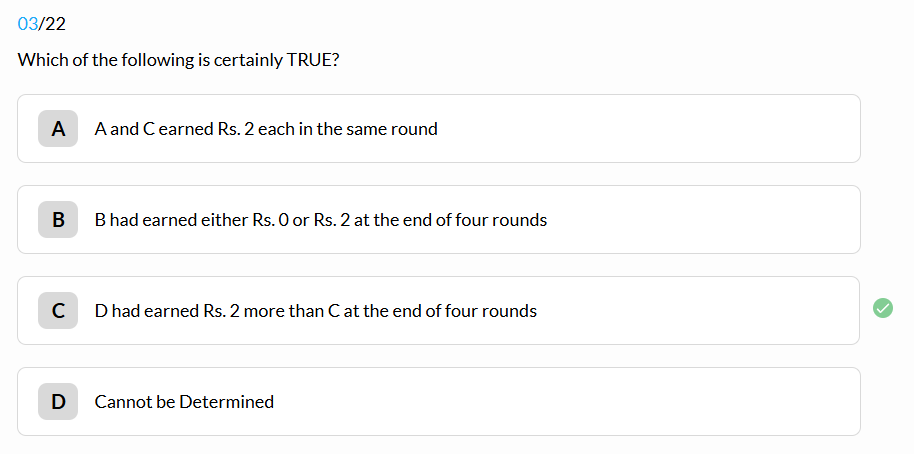 03/22
Which of the following is certainly TRUE?
A A and C earned Rs. 2 each in the same round
B B had earned either Rs. 0 or Rs. 2 at the end of four rounds
C D had earned Rs. 2 more than C at the end of four rounds
D Cannot be Determined